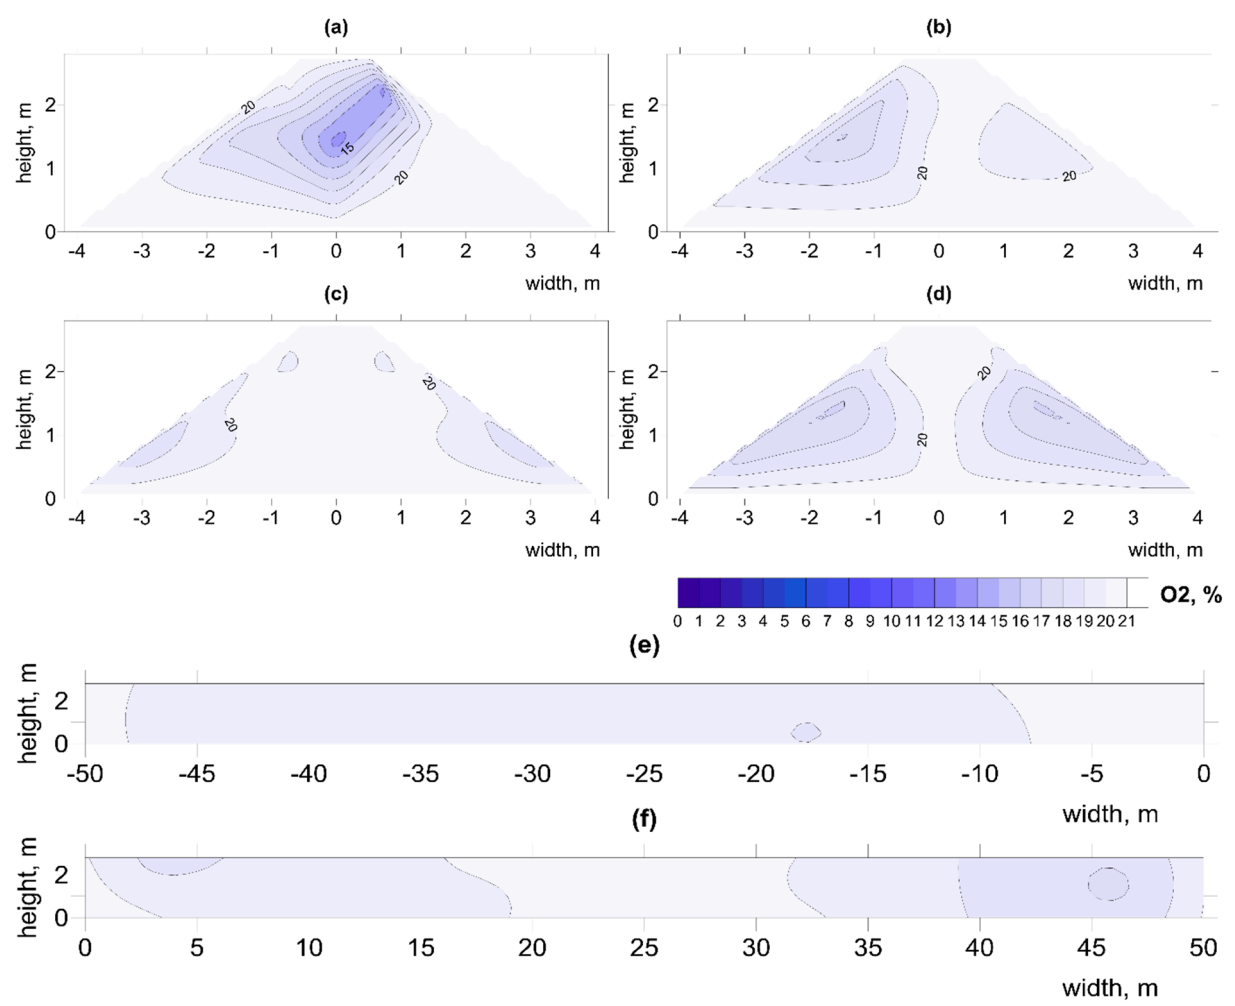 (a) (b)
height, m 2 1 0 20 15 20
height, m 2 1 0 20 20
-4 -3 -2 -1 0 1 2 3 4
-4 -3 -2 -1 0 1 2 3 4
width, m width, m
(c) (d)
height, m 2 1 0 20 20
height, m 2 1 0 20 20
-4 -3 -2 -1 0 1 2 3 4
-4 -3 -2 -1 0 1 2 3 4
width, m width, m
O2, %
0 1 2 3 4 5 6 7 8 9 10 11 12 13 14 15 16 17 18 19 20 21
(e)
height, m 2 0
-50 -45 -40 -35 -30 -25 -20 -15 -10 -5 0
width, m
(f)
height, m 2 0
0 5 10 15 20 25 30 35 40 45 50
width, m